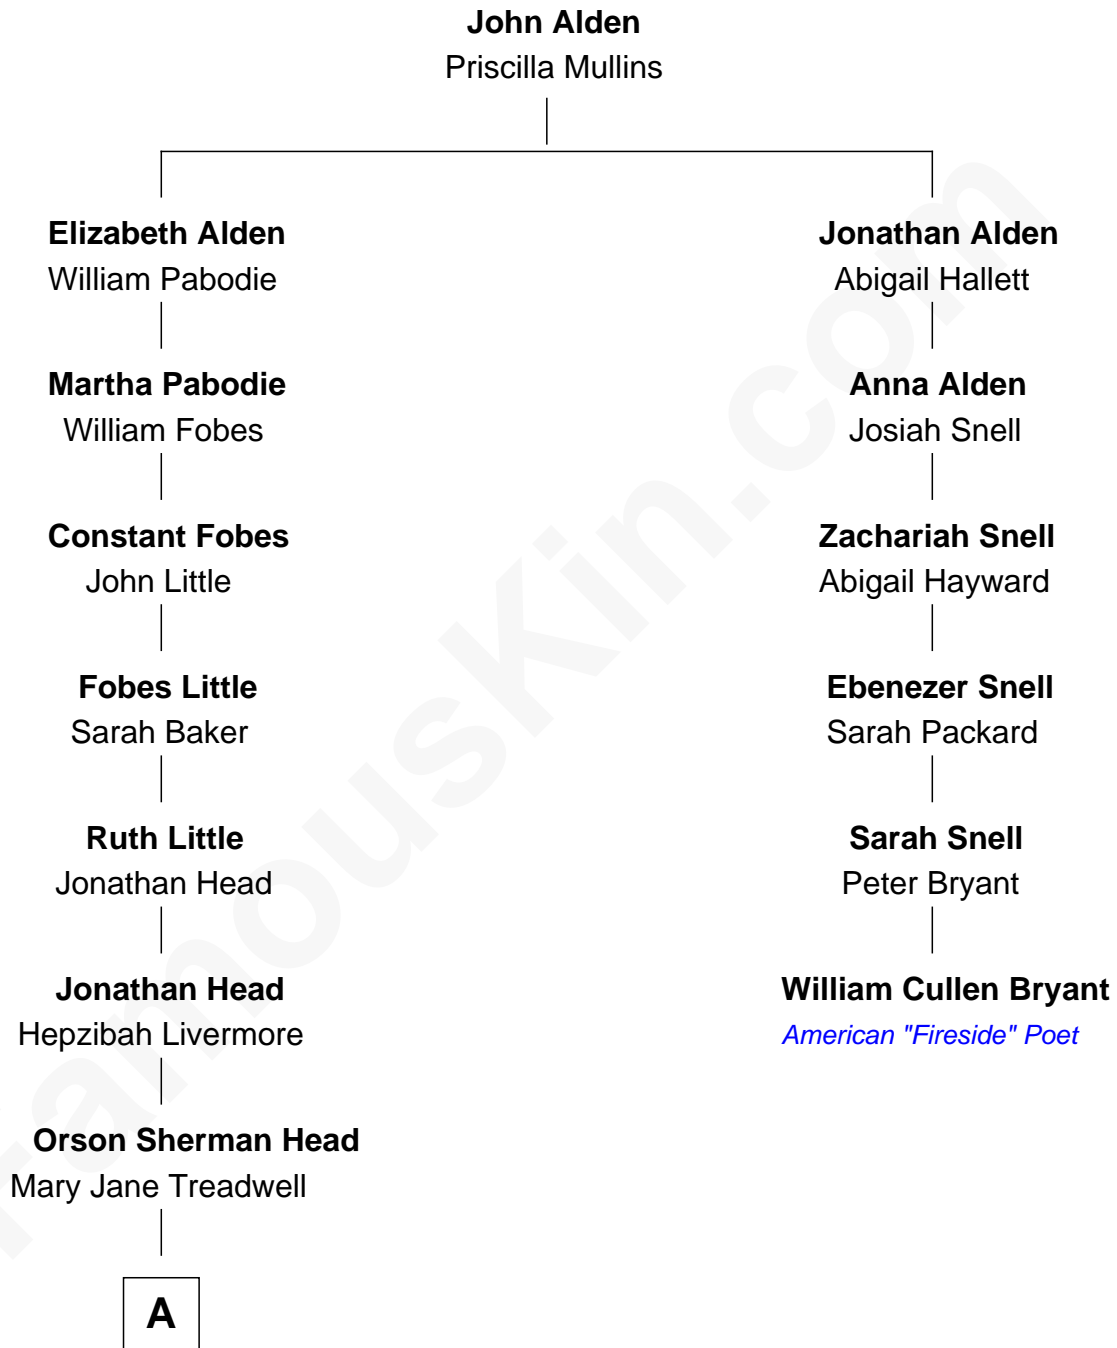 John Alden
Priscilla Mullins
Elizabeth Alden
William Pabodie
Martha Pabodie
William Fobes
Constant Fobes
John Little
Fobes Little
Sarah Baker
Ruth Little
Jonathan Head
Jonathan Head
Hepzibah Livermore
Orson Sherman Head
Mary Jane Treadwell
A
Jonathan Alden
Abigail Hallett
Anna Alden
Josiah Snell
Zachariah Snell
Abigail Hayward
Ebenezer Snell
Sarah Packard
Sarah Snell
Peter Bryant
William Cullen Bryant
American "Fireside" Poet
FamousKin.com